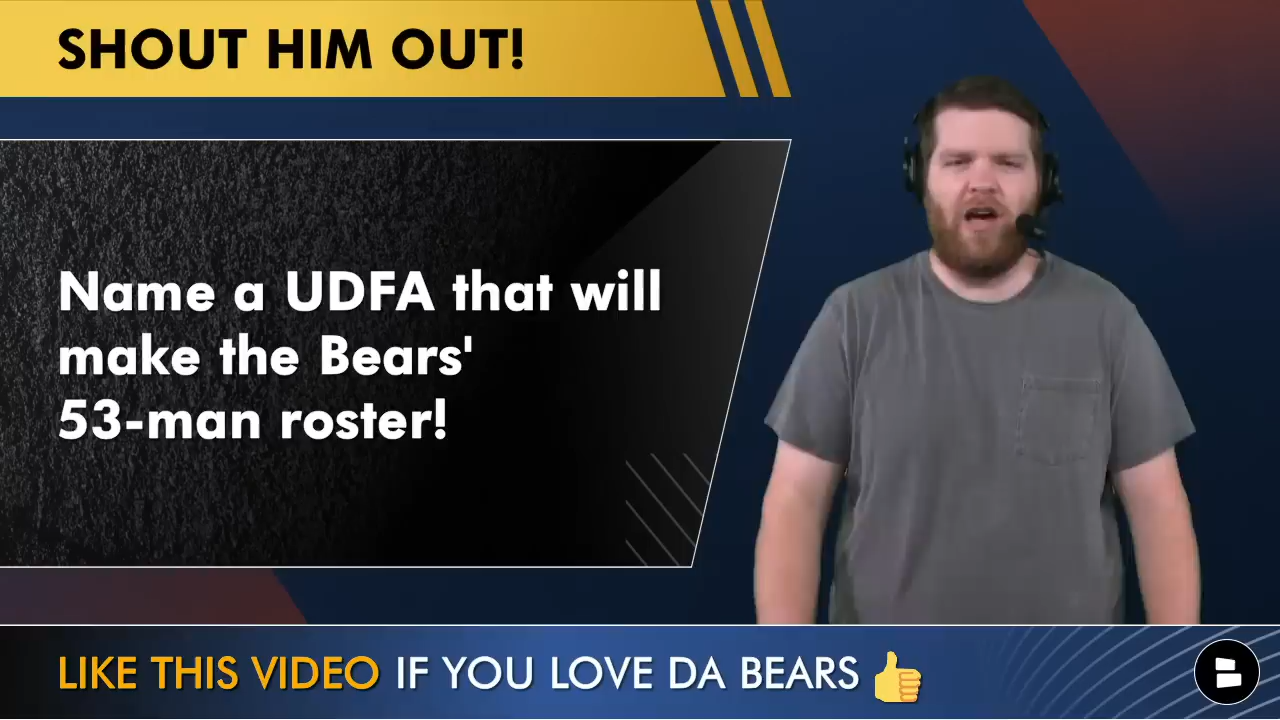 SHOUT HIM OUT!
Name a UDFA that will
make the Bears'
53-man roster!
LIKE THIS VIDEO IF YOU LOVE DA BEARS